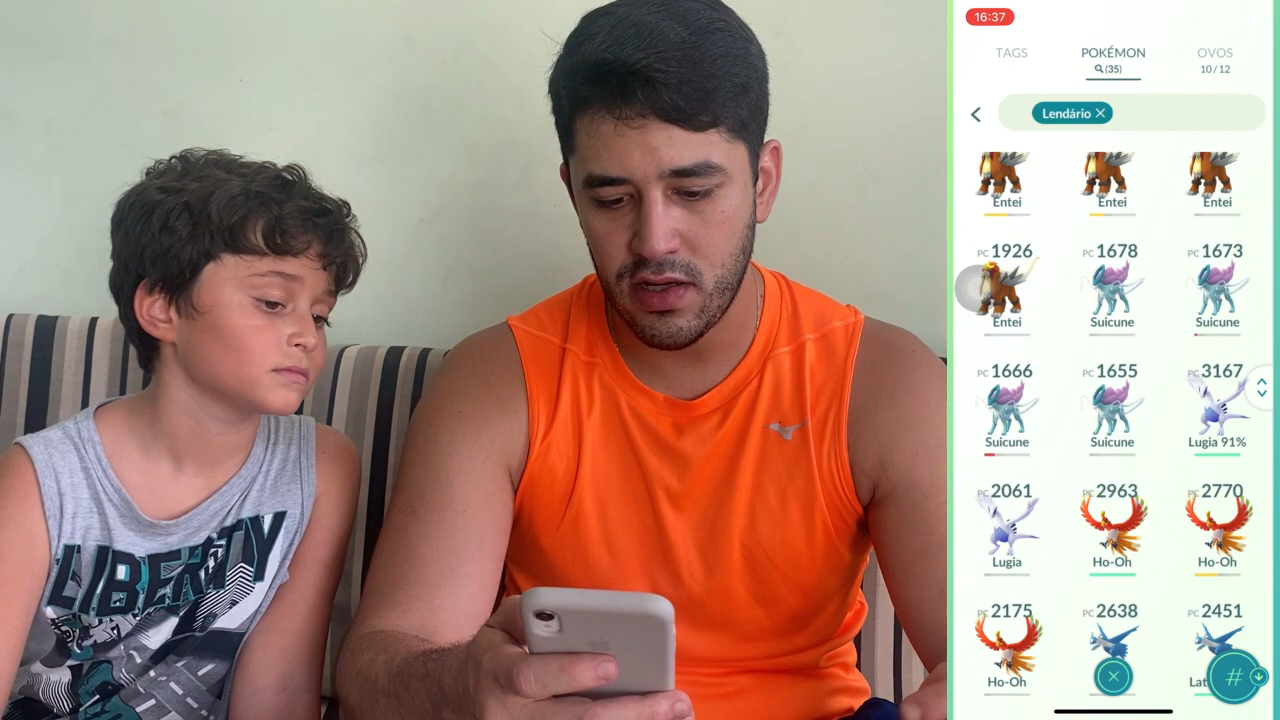 LIBERTY
16:37
TAGS POKÉMON OVOS
(35) 10/12
Lendário
Entei Entei Entei
PC 1926 PC 1678 PC 1673
Entei Suicune Suicune
PC 1666 PC 1655 PC 3167
Suicune Suicune Lugia 91%
PC 2061 PC 2963 PC 2770
Lugia Ho-Oh Ho-Oh
PC 2175 PC 2638 PC 2451
Ho-Oh Lat
#